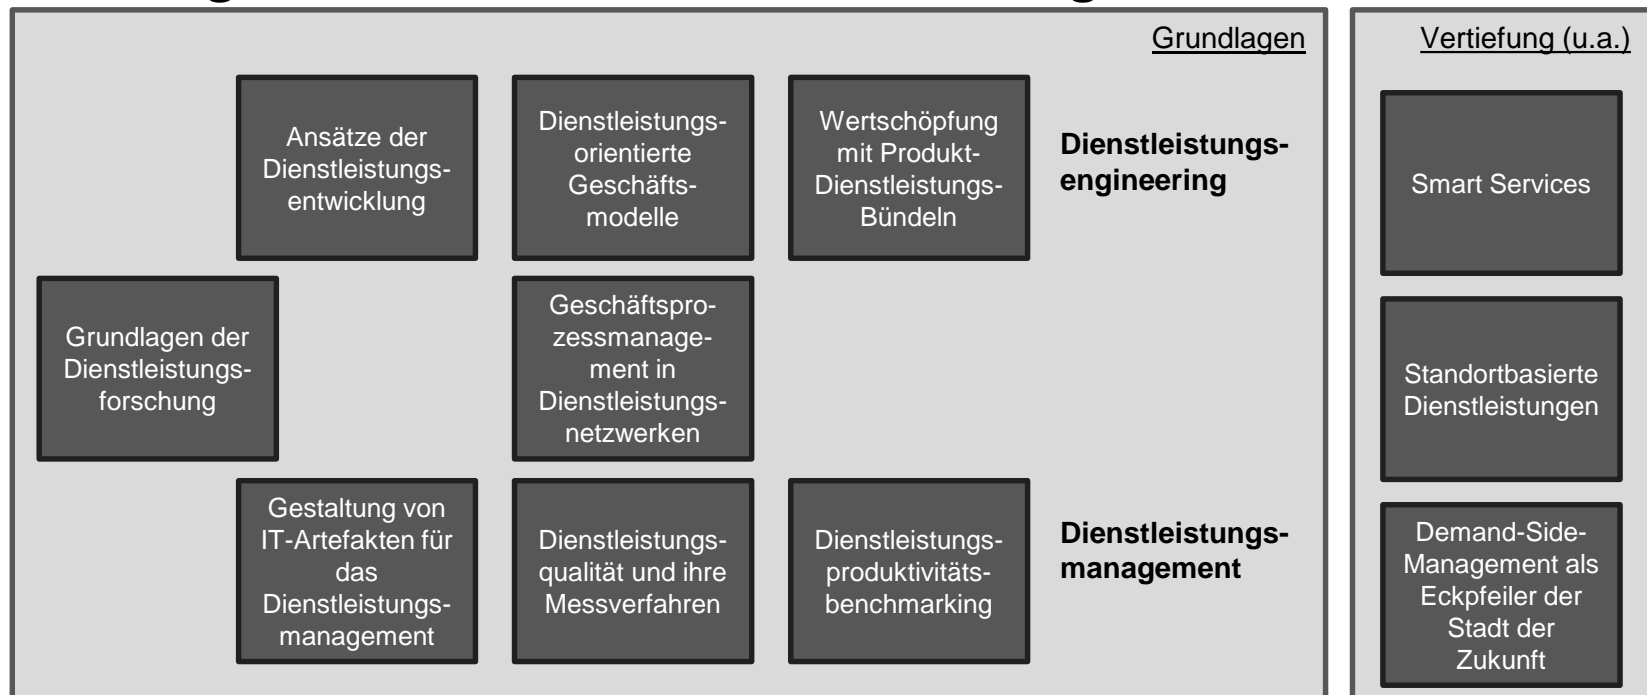 Grundlagen
Ansätze der
Dienstleistungs-
entwicklung
Dienstleistungs-
orientierte
Geschäfts-
modelle
Wertschöpfung
mit Produkt-
Dienstleistungs-
Bündeln
Dienstleistungs-
engineering
Grundlagen der
Dienstleistungs-
forschung
Geschäftspro-
zessmanage-
ment in
Dienstleistungs-
netzwerken
Gestaltung von
IT-Artefakten für
das
Dienstleistungs-
management
Dienstleistungs-
qualität und ihre
Messverfahren
Dienstleistungs-
produktivitäts-
benchmarking
Dienstleistungs-
management
Vertiefung (u.a.)
Smart Services
Standortbasierte
Dienstleistungen
Demand-Side-
Management als
Eckpfeiler der
Stadt der
Zukunft